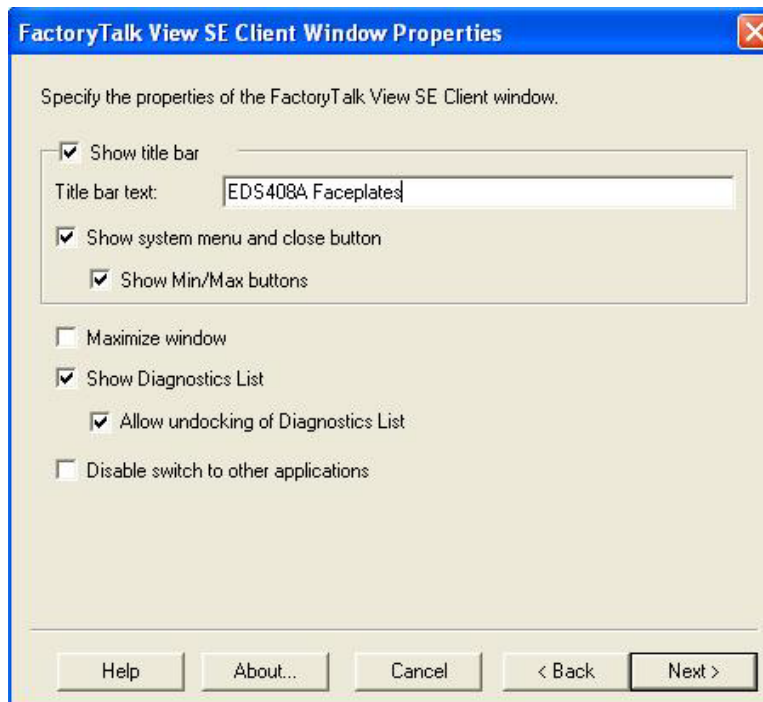 FactoryTalk View SE Client Window Properties
Specify the properties of the FactoryTalk View SE Client window.
Show title bar
Title bar text: EDS408A Faceplates
Show system menu and close button
Show Min/Max buttons
Maximize window
Show Diagnostics List
Allow undocking of Diagnostics List
Disable switch to other applications
Help About... Cancel < Back Next >